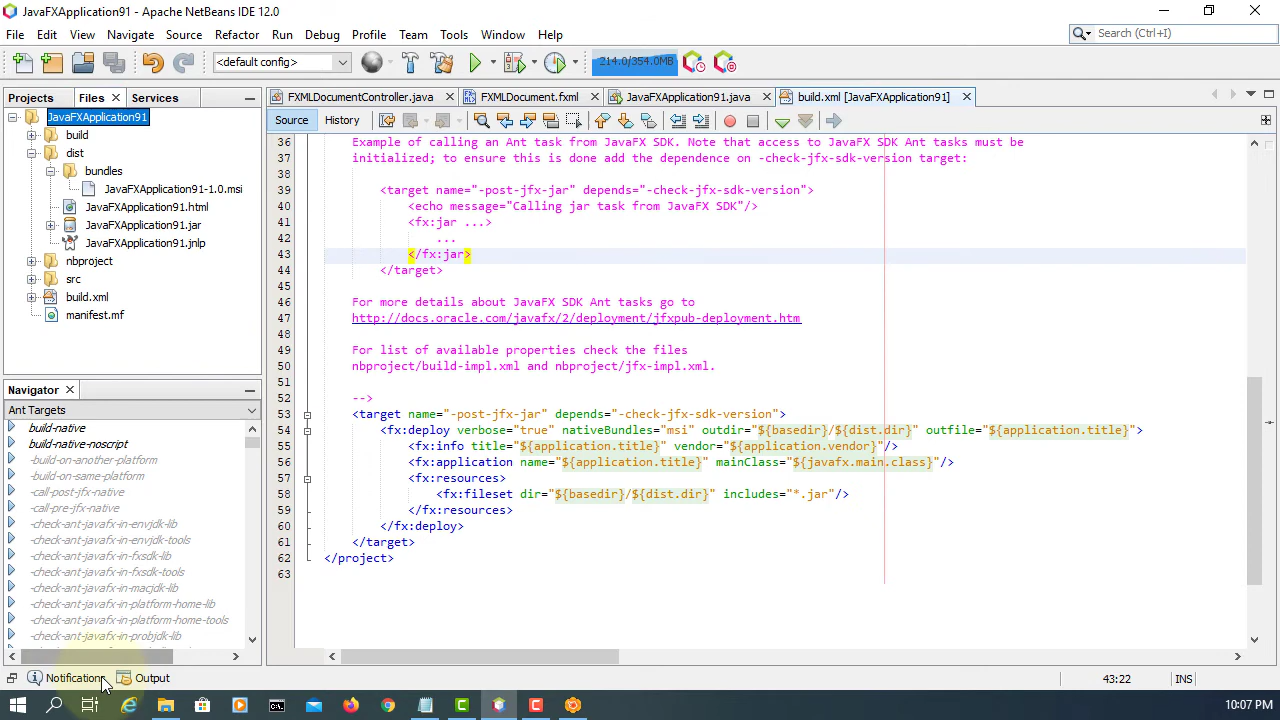 JavaFXApplication91 - Apache NetBeans IDE 12.0
File Edit View Navigate Source Refactor Run Debug Profile Team Tools Window Help
Search (Ctrl+I)
<default config>
214.0/354.0MB
Projects Files Services
FXMLDocumentController.java FXMLDocument.fxml JavaFXApplication91.java build.xml [JavaFXApplication91]
Source History
JavaFXApplication91
build
dist
bundles
JavaFXApplication91-1.0.msi
JavaFXApplication91.html
JavaFXApplication91.jar
JavaFXApplication91.jnlp
nbproject
src
build.xml
manifest.mf
Navigator
Ant Targets
build-native
build-native-noscript
-build-on-another-platform
-build-on-same-platform
-call-post-jfx-native
-call-pre-jfx-native
-check-ant-javafx-in-envjdk-lib
-check-ant-javafx-in-envjdk-tools
-check-ant-javafx-in-fxsdk-lib
-check-ant-javafx-in-fxsdk-tools
-check-ant-javafx-in-macjdk-lib
-check-ant-javafx-in-platform-home-lib
-check-ant-javafx-in-platform-home-tools
-check-ant-javafx-in-probjdk-lib
36 Example of calling an Ant task from JavaFX SDK. Note that access to JavaFX SDK Ant tasks must be
37 initialized; to ensure this is done add the dependence on -check-jfx-sdk-version target:
38
39 <target name="-post-jfx-jar" depends="-check-jfx-sdk-version">
40 <echo message="Calling jar task from JavaFX SDK"/>
41 <fx:jar ...>
42 ...
43 </fx:jar>
44 </target>
45
46 For more details about JavaFX SDK Ant tasks go to
47 http://docs.oracle.com/javafx/2/deployment/jfxpub-deployment.htm
48
49 For list of available properties check the files
50 nbproject/build-impl.xml and nbproject/jfx-impl.xml.
51
52 -->
53 <target name="-post-jfx-jar" depends="-check-jfx-sdk-version">
54 <fx:deploy verbose="true" nativeBundles="msi" outdir="${basedir}/${dist.dir}" outfile="${application.title}">
55 <fx:info title="${application.title}" vendor="${application.vendor}"/>
56 <fx:application name="${application.title}" mainClass="${javafx.main.class}"/>
57 <fx:resources>
58 <fx:fileset dir="${basedir}/${dist.dir}" includes="*.jar"/>
59 </fx:resources>
60 </fx:deploy>
61 </target>
62 </project>
63
Notifications Output
43:22 INS
10:07 PM